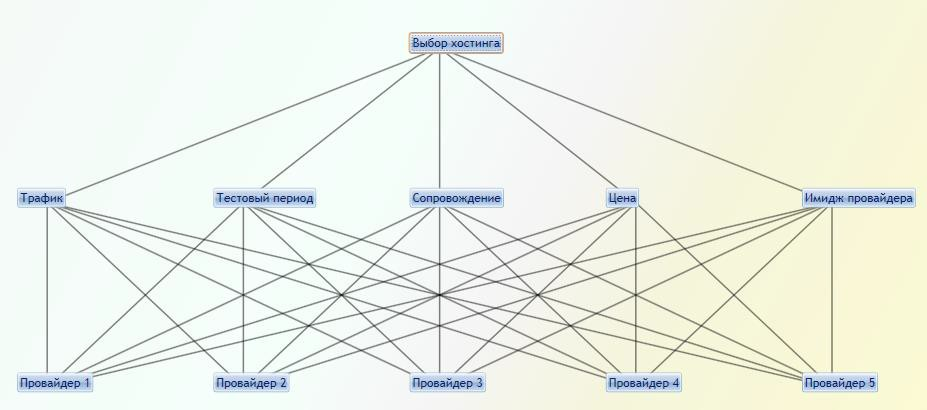 Выбор хостинга
Трафик
Тестовый период
Сопровождение
Цена
Имидж провайдера
Провайдер 1
Провайдер 2
Провайдер 3
Провайдер 4
Провайдер 5